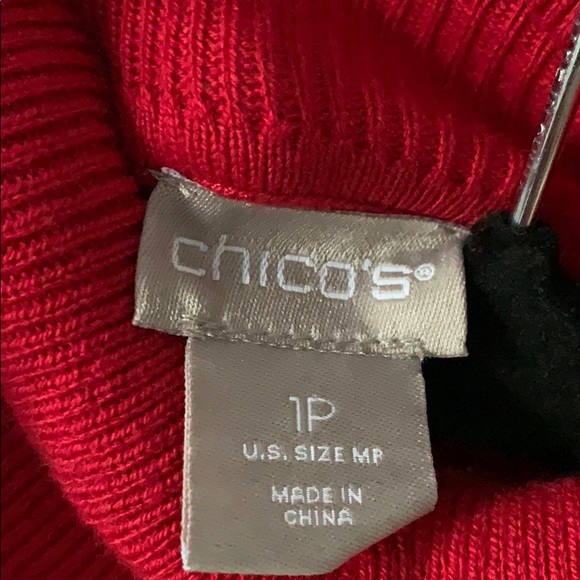 chico's®
1P
U.S. SIZE MP
MADE IN
CHINA